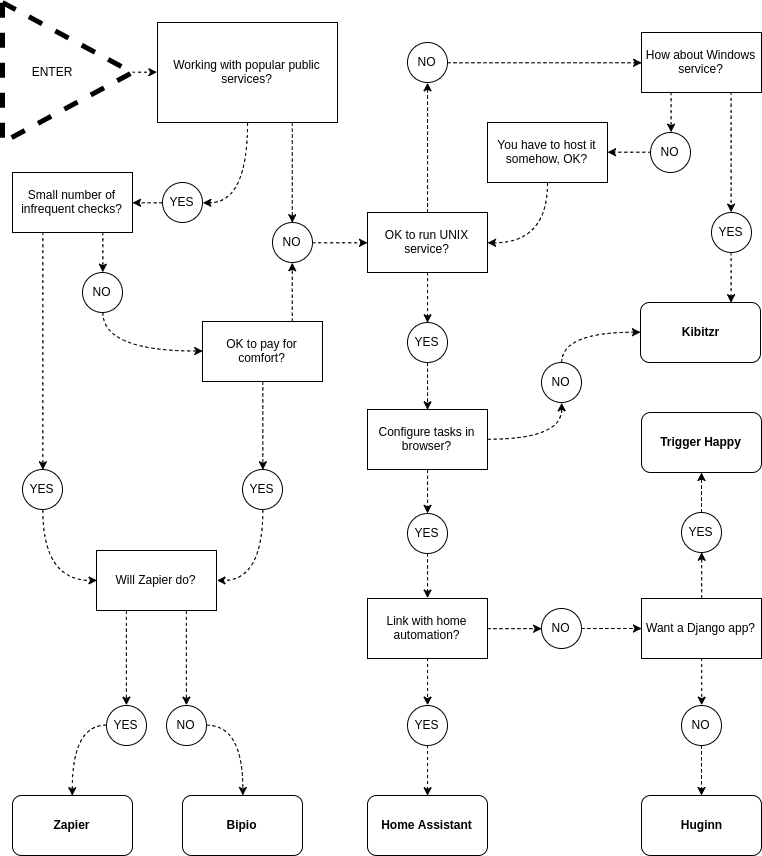 ENTER
Working with popular public
services?
NO
How about Windows
service?
You have to host it
somehow, OK?
NO
Small number of
infrequent checks?
YES
NO
OK to run UNIX
service?
YES
NO
OK to pay for
comfort?
YES
Kibitzr
NO
Configure tasks in
browser?
Trigger Happy
YES
YES
YES
YES
Will Zapier do?
Link with home
automation?
NO
Want a Django app?
YES
NO
YES
NO
Zapier
Bipio
Home Assistant
Huginn